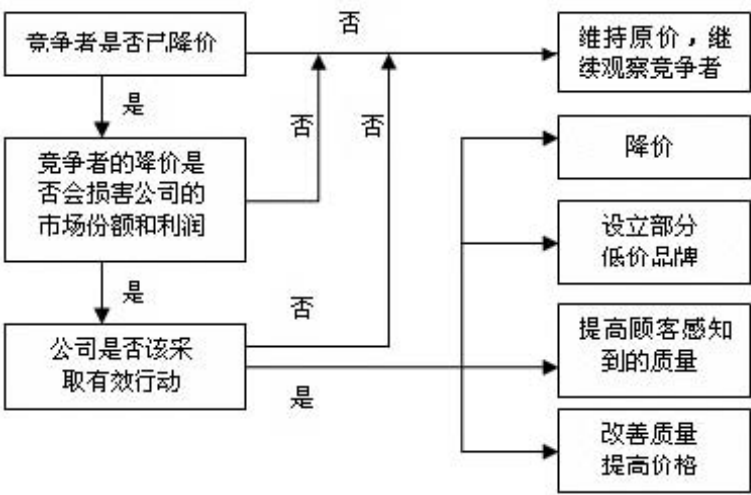 竞争者是否已降价
否
维持原价，继
续观察竞争者
是
否
否
降价
竞争者的降价是
否会损害公司的
市场份额和利润
设立部分
低价品牌
是
否
提高顾客感知
到的质量
公司是否该采
取有效行动
是
改善质量
提高价格